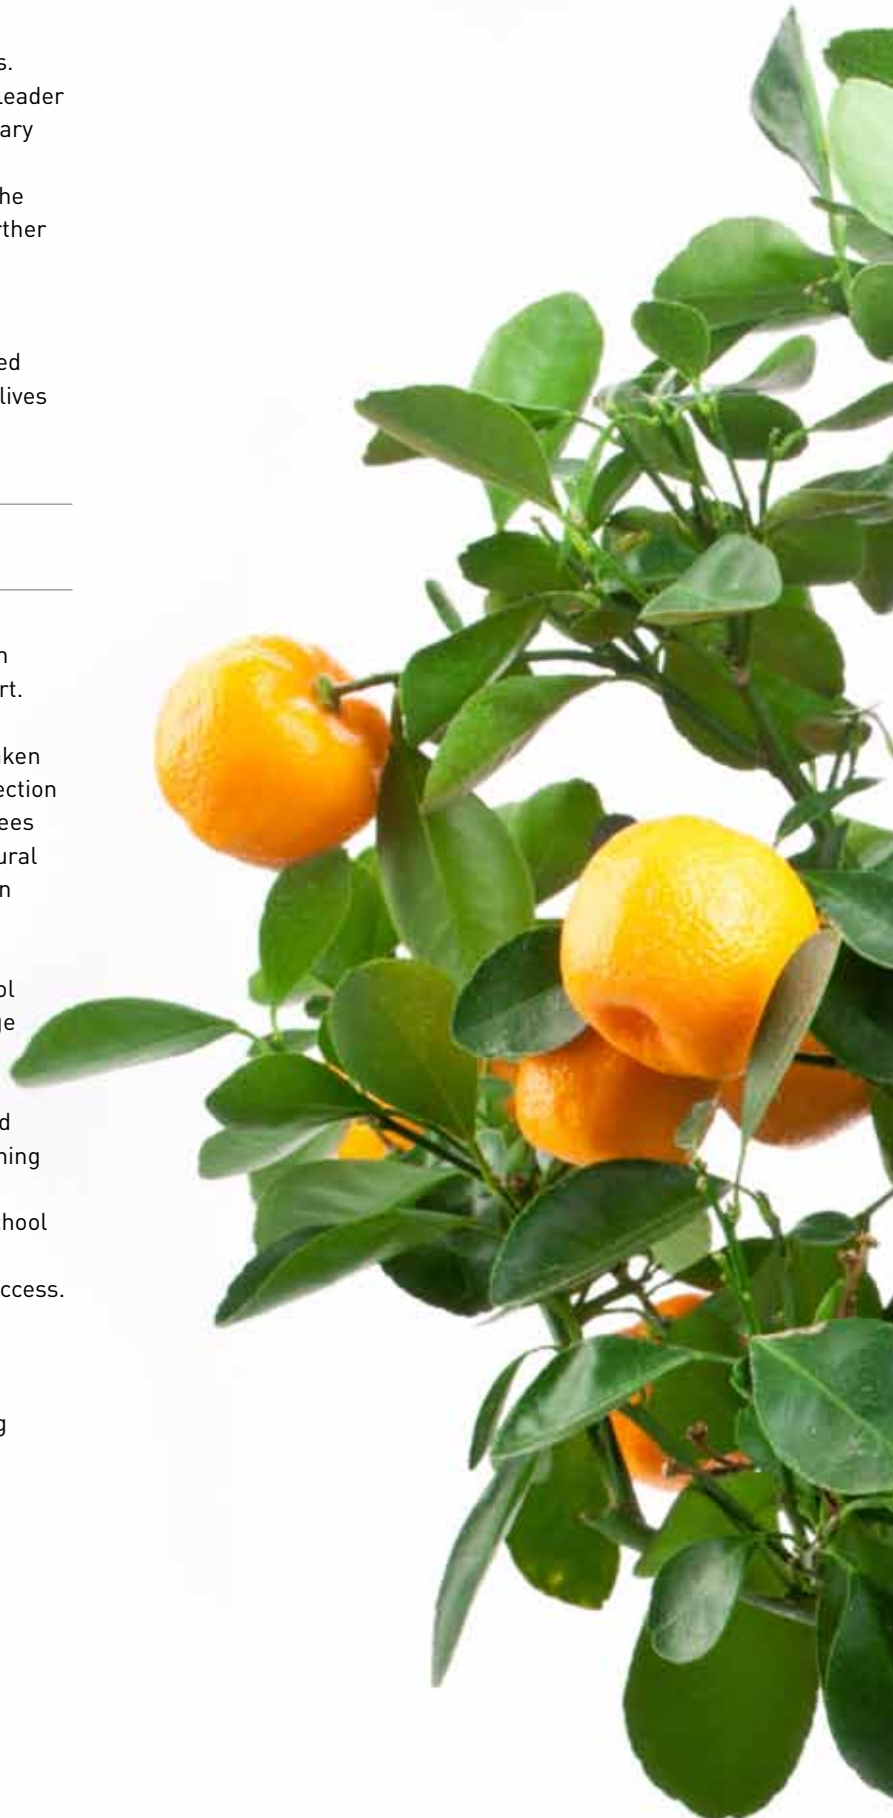 s.
Leader
ary
he
rther
ed
lives
n
rt.
ken
ection
ees
ural
n
ol
ge
d
ning
hool
ccess.
g